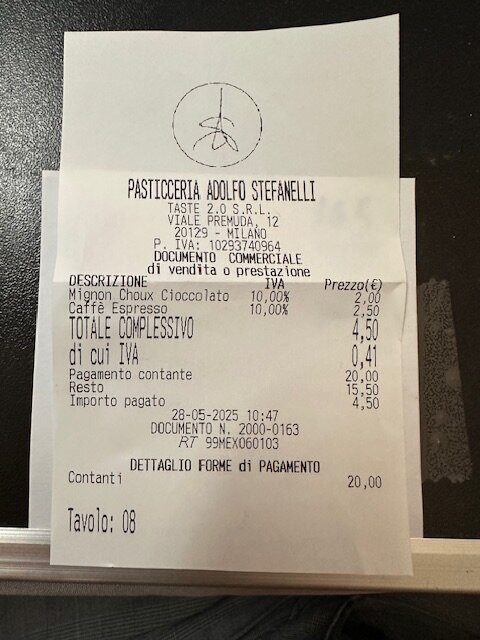 PASTICCERIA ADOLFO STEFANELLI
TASTE 2.0 S.R.L.
VIALE PREMUDA, 12
20129 - MILANO
P. IVA: 10293740964
DOCUMENTO COMMERCIALE
di vendita o prestazione
DESCRIZIONE IVA Prezzo(€)
Mignon Choux Cioccolato 10,00% 2,00
Caffè Espresso 10,00% 2,50
TOTALE COMPLESSIVO 4,50
di cui IVA 0,41
Pagamento contante 20,00
Resto 15,50
Importo pagato 4,50
28-05-2025 10:47
DOCUMENTO N. 2000-0163
RT 99MEX060103
DETTAGLIO FORME di PAGAMENTO
Contanti 20,00
Tavolo: 08